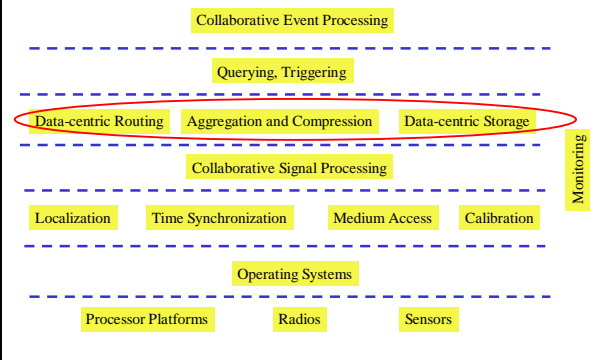 Collaborative Event Processing
Querying, Triggering
Data-centric Routing Aggregation and Compression Data-centric Storage
Monitoring
Collaborative Signal Processing
Localization Time Synchronization Medium Access Calibration
Operating Systems
Processor Platforms Radios Sensors